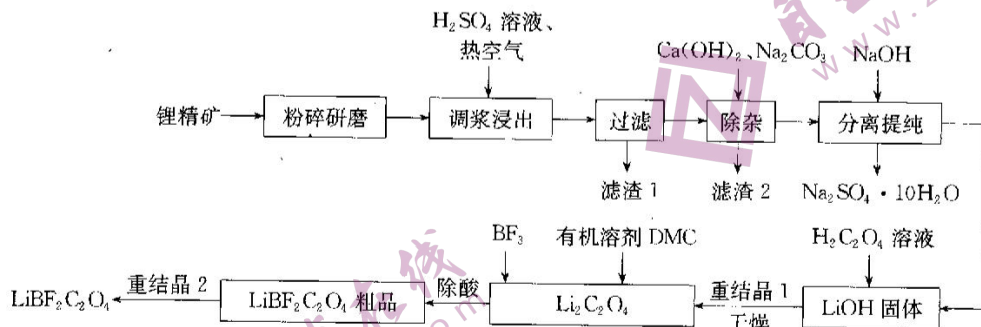 H₂SO₄ 溶液、
热空气
Ca(OH)₂、Na₂CO₃ NaOH
锂精矿 粉碎研磨 调浆浸出 过滤 除杂 分离提纯
滤渣 1 滤渣 2 Na₂SO₄·10H₂O
BF₃ 有机溶剂 DMC H₂C₂O₄ 溶液
LiBF₂C₂O₄ 重结晶 2 LiBF₂C₂O₄ 粗品 除酸 Li₂C₂O₄ 重结晶 1 LiOH 固体
干燥